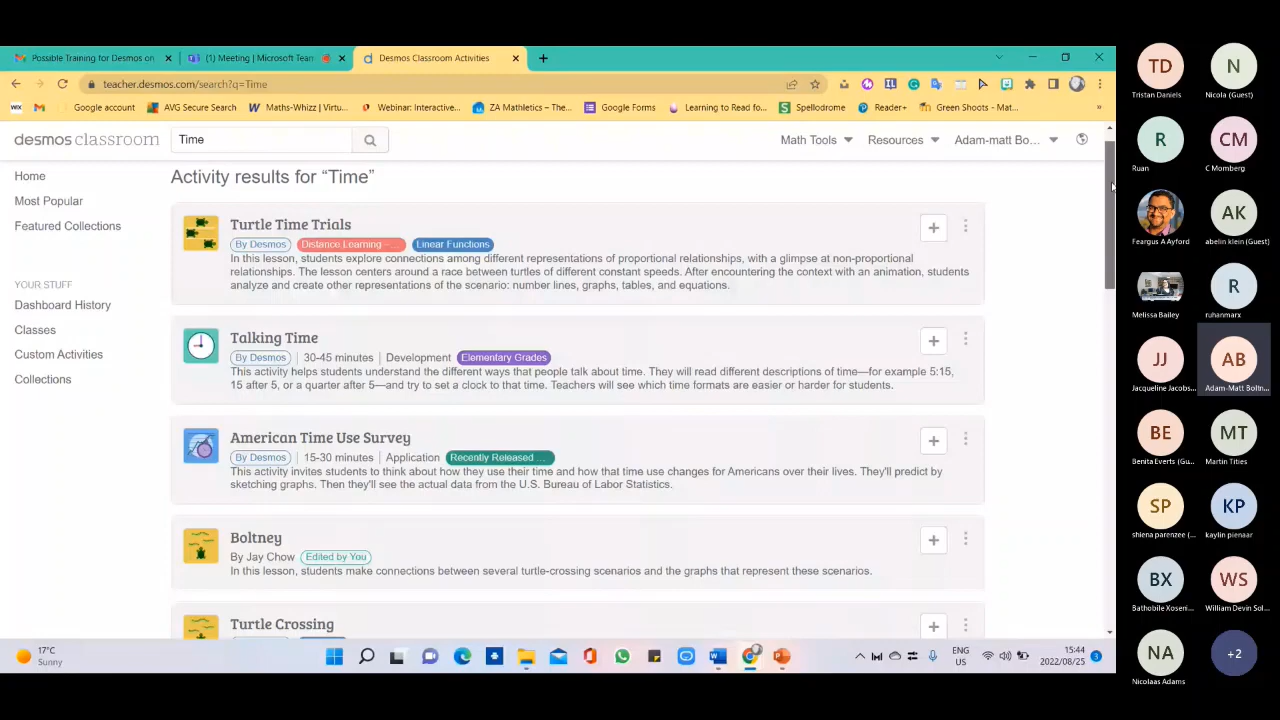 Possible Training for Desmos on
(1) Meeting | Microsoft Team
Desmos Classroom Activities
teacher.desmos.com/search?q=Time
WIX
Google account
AVG Secure Search
Maths-Whizz | Virtu...
Webinar: Interactive...
ZA Mathletics – The...
Google Forms
Learning to Read fo...
Spellodrome
Reader+
Green Shoots – Mat...
desmos classroom
Time
Math Tools
Resources
Adam-matt Bo...
Home
Most Popular
Featured Collections
YOUR STUFF
Dashboard History
Classes
Custom Activities
Collections
Activity results for “Time”
Turtle Time Trials
By Desmos
Distance Learning –...
Linear Functions
In this lesson, students explore connections among different representations of proportional relationships, with a glimpse at non-proportional
relationships. The lesson centers around a race between turtles of different constant speeds. After encountering the context with an animation, students
analyze and create other representations of the scenario: number lines, graphs, tables, and equations.
Talking Time
By Desmos | 30-45 minutes | Development Elementary Grades
This activity helps students understand the different ways that people talk about time. They will read different descriptions of time—for example 5:15,
15 after 5, or a quarter after 5—and try to set a clock to that time. Teachers will see which time formats are easier or harder for students.
American Time Use Survey
By Desmos | 15-30 minutes | Application Recently Released ...
This activity invites students to think about how they use their time and how that time use changes for Americans over their lives. They'll predict by
sketching graphs. Then they'll see the actual data from the U.S. Bureau of Labor Statistics.
Boltney
By Jay Chow Edited by You
In this lesson, students make connections between several turtle-crossing scenarios and the graphs that represent these scenarios.
Turtle Crossing
17°C
Sunny
ENG
US
15:44
2022/08/25
3
TD
Tristan Daniels
N
Nicola (Guest)
R
Ruan
CM
C Momberg
Feargus A Ayford
AK
abelin klein (Guest)
Melissa Bailey
R
ruhanmarx
JJ
Jacqueline Jacobs...
AB
Adam-Matt Boltn...
BE
Benita Everts (Gu...
MT
Martin Tities
SP
shiena parenzee (...
KP
kaylin pienaar
BX
Bathobile Xoseni...
WS
William Devin Sol...
NA
Nicolaas Adams
+2